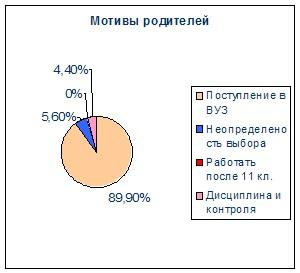 Мотивы родителей
4,40%
0%
5,60%
89,90%
Поступление в
ВУЗ
Неопределено
сть выбора
Работать
после 11 кл.
Дисциплина и
контроля